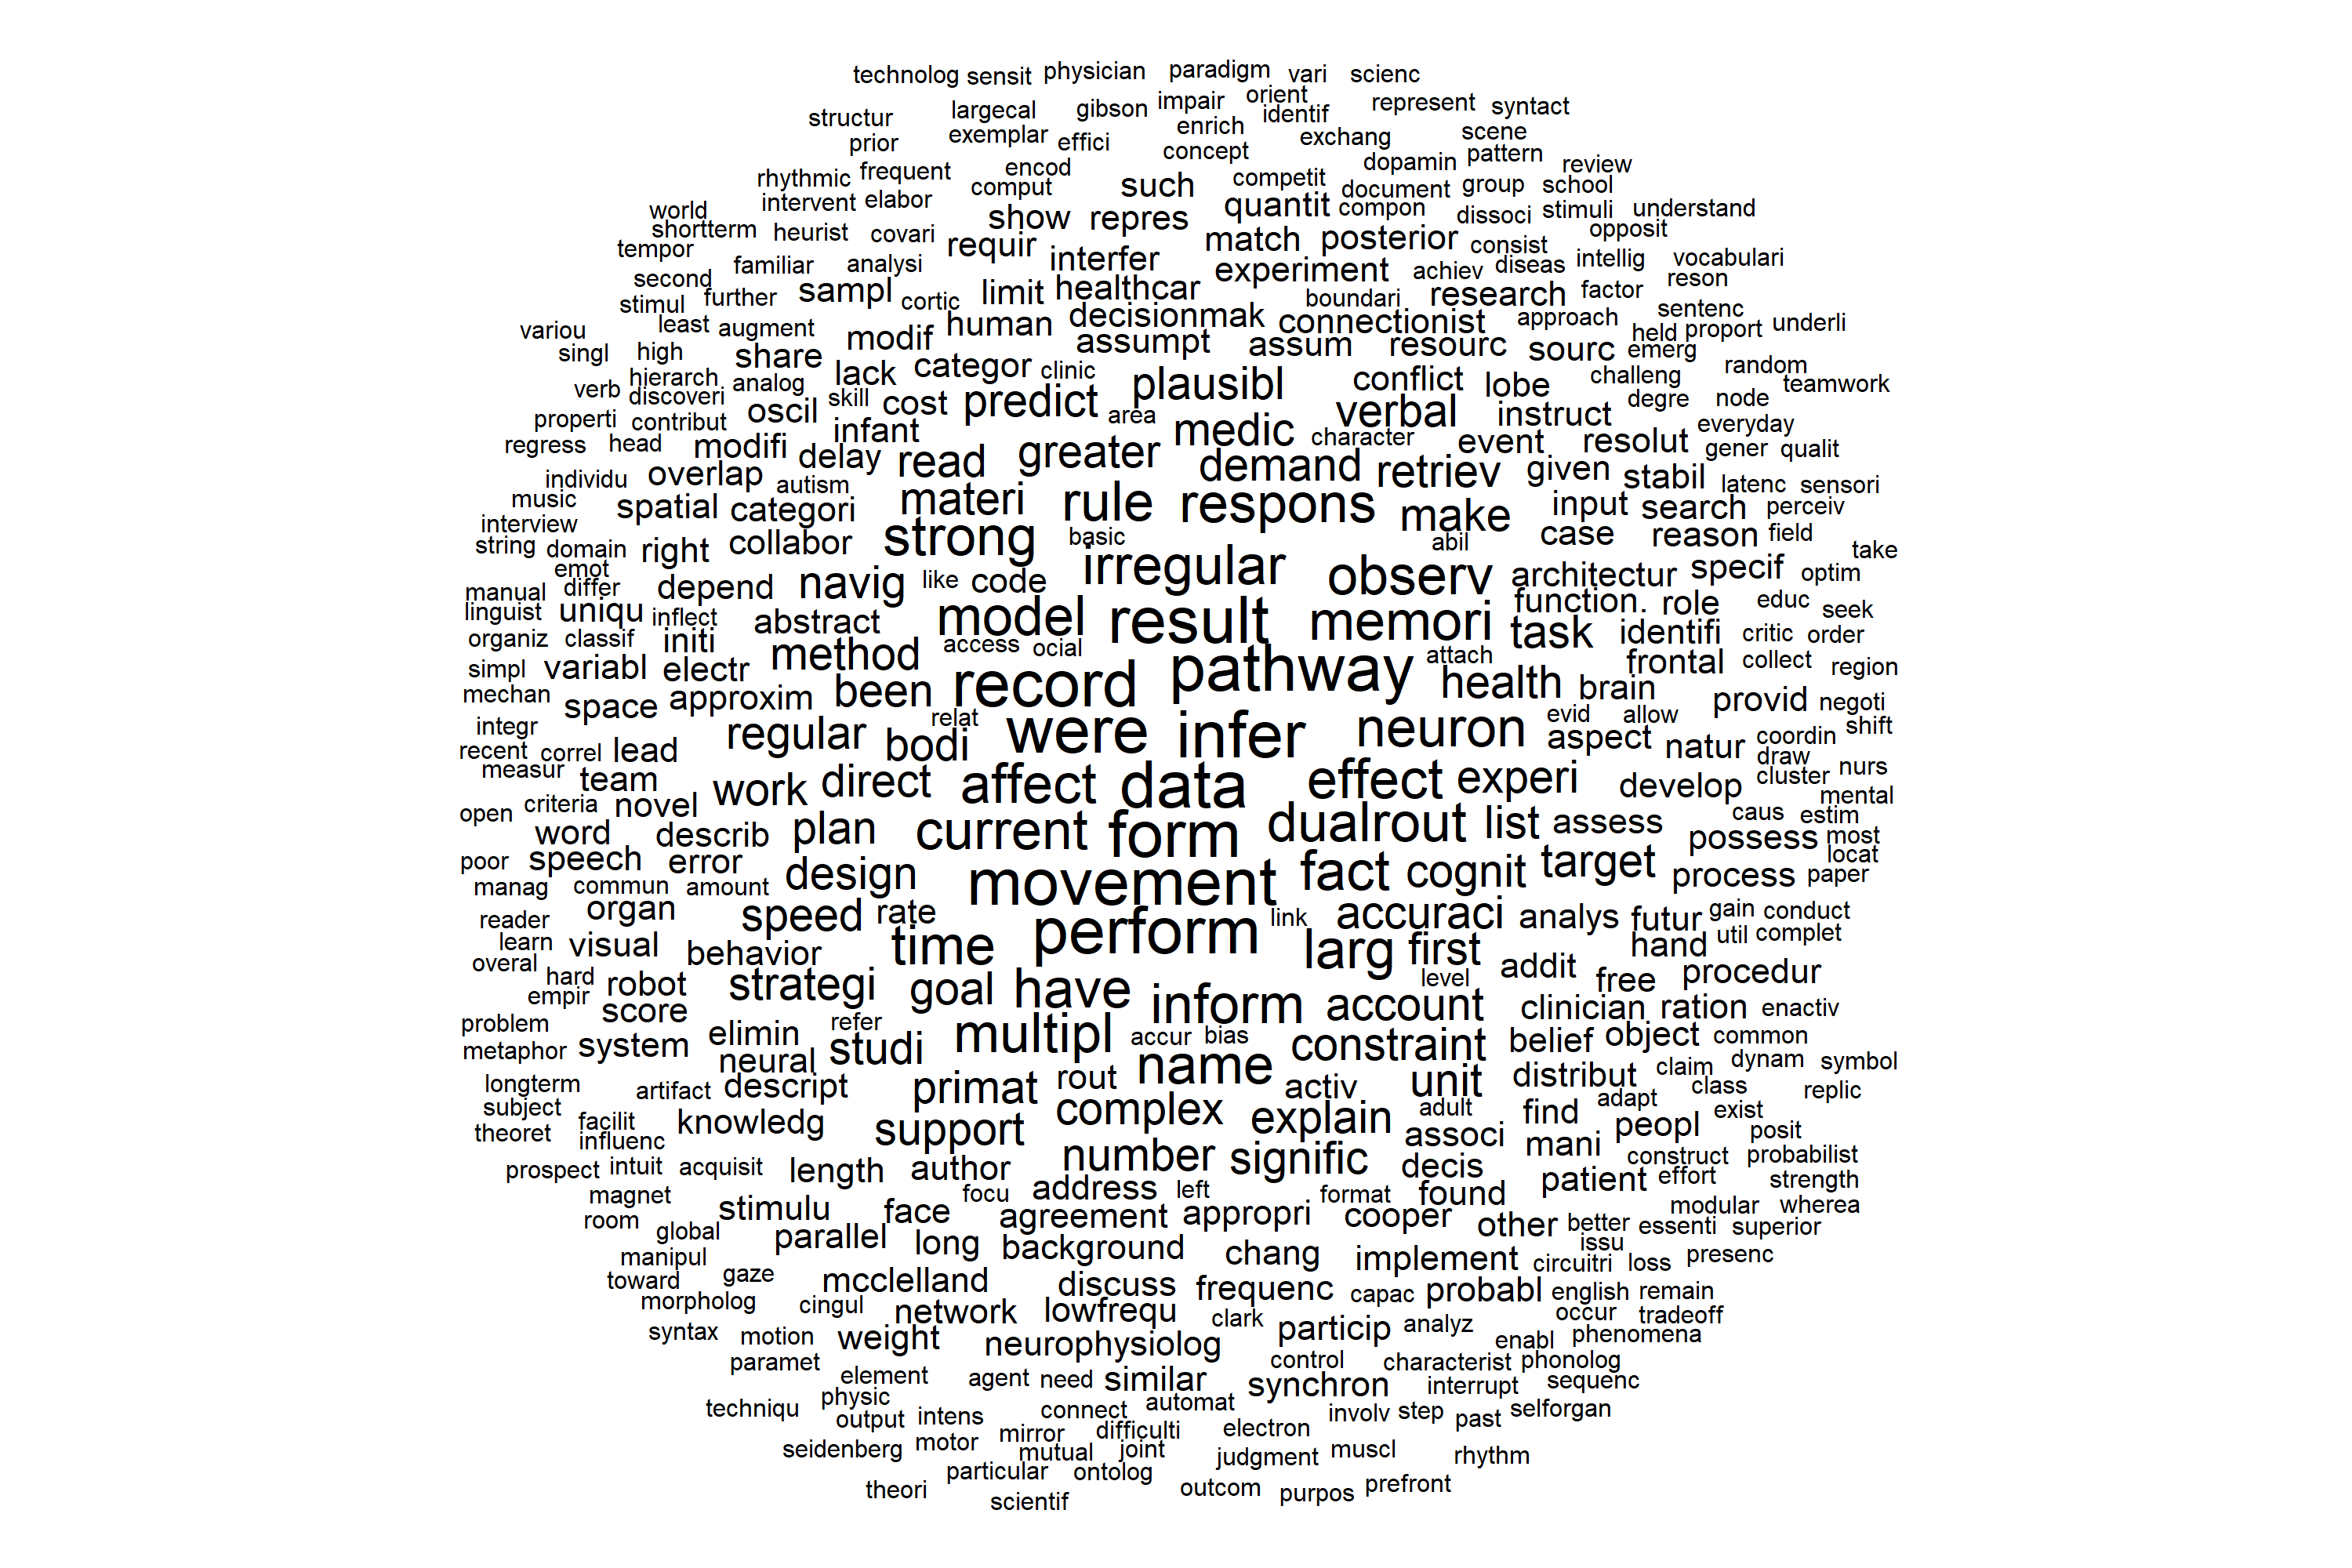 technolog sensit physician paradigm vari scienc
structur largecal gibson impair orient identif represent syntact
prior exemplar effici enrich concept exchang scene
rhythmic frequent encod comput such competit dopamin pattern review
intervent elabor document group school
world show repres quantit compon dissoci stimuli understand
shortterm heurist covari requir interfer match posterior consist opposit
tempor familiar analysi experiment achiev diseas intellig vocabulari
second further sampl cortic limit healthcar boundari research factor reson
stimul least augment modif human decisionmak connectionist approach sentenc
variou held proport underli
singl high share lack categor clinic assumpt assum resourc sourc emerg random
verb hierarch analog skill cost predict plausibl conflict lobe challeng teamwork
discoveri oscil area verbal instruct degre node
properti contribut infant medic character event resolut everyday
regress head modifi delay read greater demand retriev given gener qualit
individu overlap autism stabil latenc sensori
music spatial categori materi rule respons make input search perceiv
interview string domain right collabor strong basic abil case reason field take
emot
manual differ depend navig like code irregular observ architectur specif optim
linguist uniqu inflect abstract model result memori function. role educ seek
organiz classif initi method access ocial task identifi critic order
simpl variabl electr record pathway attach frontal collect region
mechan space approxim been health brain provid negoti
integr regular bodi relat were infer neuron evid allow aspect natur coordin shift
recent correl lead draw
measur team work direct affect data effect experi develop cluster nurs
mental
open criteria novel plan current form dualrout list assess caus estim
word describ possess most
poor speech error design movement fact cognit target process locat
manag commun amount paper
reader organ speed rate perform link accuraci analys futur gain conduct
learn visual behavior time larg first hand util complet
overal hard robot strategi goal have level addit free procedur
empir score inform account clinician ration enactiv
problem elimin refer multipl accur bias constraint belief object common
metaphor system neural studi name claim dynam symbol
longterm artifact descript primat rout activ unit distribut class replic
subject facilit knowledg support complex explain adult find adapt peopl exist
theoret influenc associ mani posit
prospect intuit acquisit length author number signific decis construct probabilist
magnet stimulu focu address left format found patient effort strength
room face agreement appropri cooper other better modular wherea
global parallel long background chang implement issu essenti superior
manipul circuitri loss presenc
toward gaze mcclelland discuss frequenc capac probabl english remain
morpholog cingul network lowfrequ clark occur tradeoff
syntax motion weight neurophysiolog particip analyz enabl phenomena
paramet element agent need similar control characterist phonolog
techniqu physic synchron interrupt sequenc
output intens connect automat involv step past selforgan
seidenberg motor mirror difficulti electron
mutual joint judgment muscl rhythm
particular ontolog
theori scientif outcom purpos prefront